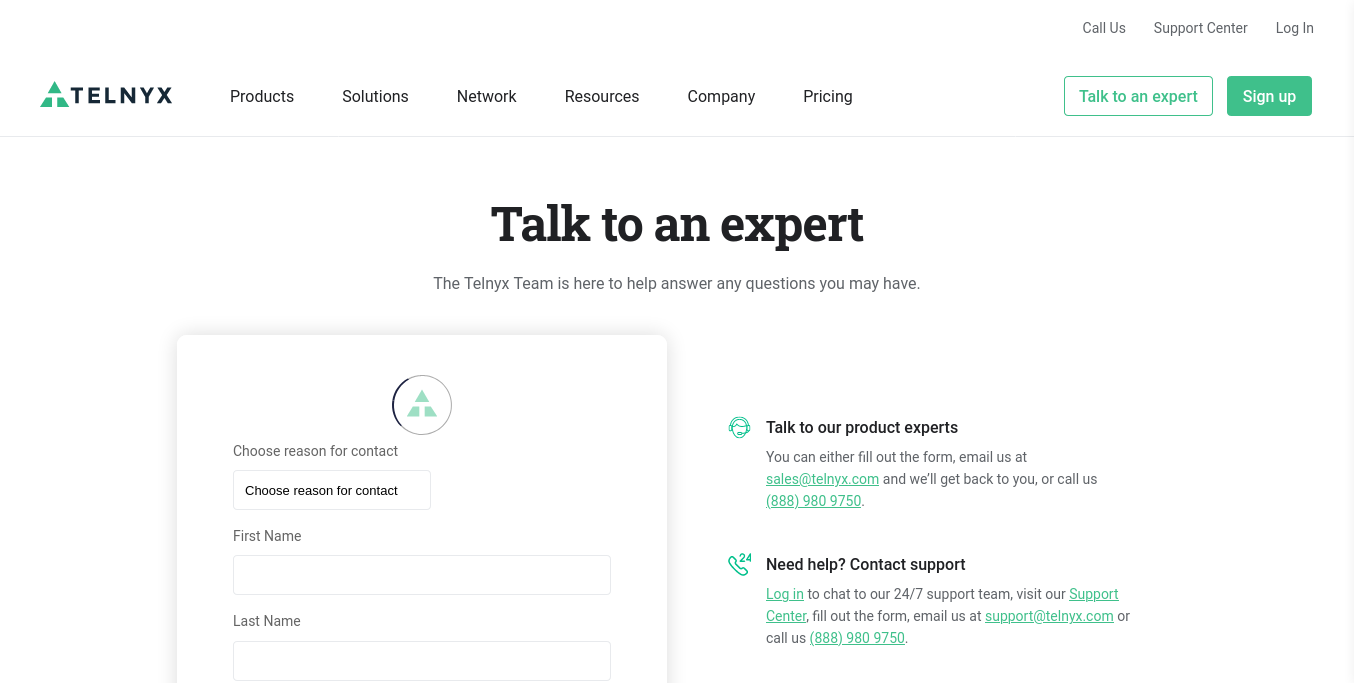 Call Us Support Center Log In
TELNYX Products Solutions Network Resources Company Pricing Talk to an expert Sign up
Talk to an expert
The Telnyx Team is here to help answer any questions you may have.
Choose reason for contact
Choose reason for contact
First Name
Last Name
Talk to our product experts
You can either fill out the form, email us at
sales@telnyx.com and we’ll get back to you, or call us
(888) 980 9750.
24
Need help? Contact support
Log in to chat to our 24/7 support team, visit our Support
Center, fill out the form, email us at support@telnyx.com or
call us (888) 980 9750.